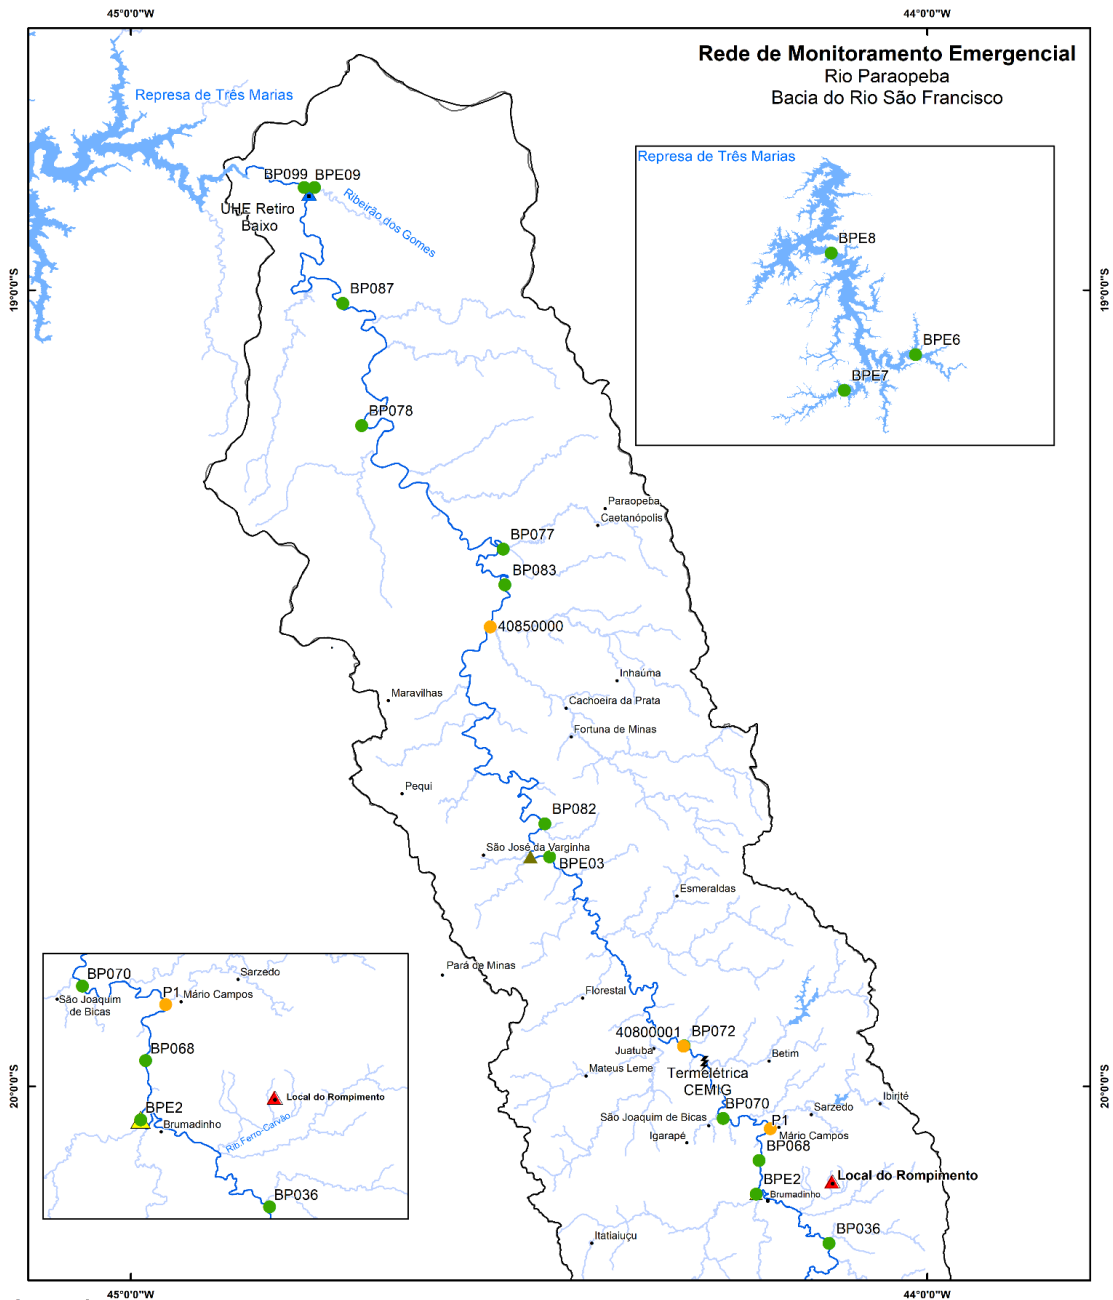 45°0'0"W
44°0'0"W
Rede de Monitoramento Emergencial
Rio Paraopeba
Bacia do Rio São Francisco
Represa de Três Marias
Represa de Três Marias
BPE8
BPE6
BPE7
BP099 BPE09
UHE Retiro
Baixo
Ribeirão dos Gomes
19°0'0"S
19°0'0"S
BP087
BP078
Paraopeba
Caetanópolis
BP077
BP083
40850000
Inhaúma
Maravilhas
Cachoeira da Prata
Fortuna de Minas
Pequi
BP082
São José da Varginha
BPE03
Esmeraldas
Pará de Minas
Florestal
40800001 BP072
Juatuba
Betim
Mateus Leme
Termelétrica
CEMIG
Ibirité
BP070
Sarzedo
São Joaquim de Bicas
P1
Mário Campos
Igarapé
BP068
Local do Rompimento
BPE2
Brumadinho
BP036
Itatiaiuçu
BP070
Sarzedo
São Joaquim
de Bicas
P1
Mário Campos
BP068
Local do Rompimento
BPE2
Brumadinho
Rib.Ferro-Carvão
BP036
20°0'0"S
20°0'0"S
45°0'0"W
44°0'0"W